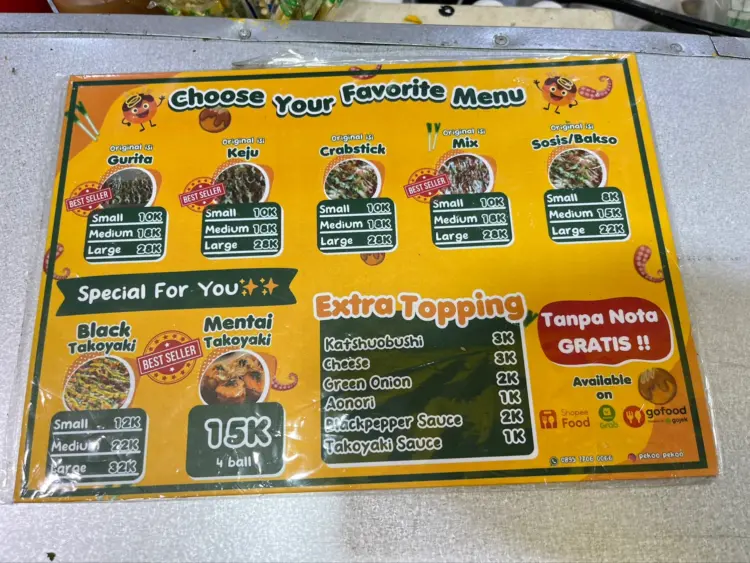 Choose Your Favorite Menu
Original isi
Gurita
BEST SELLER
Small 10K
Medium 18K
Large 28K
Original isi
Keju
BEST SELLER
Small 10K
Medium 18K
Large 28K
Original isi
Crabstick
Small 10K
Medium 18K
Large 28K
Original isi
Mix
BEST SELLER
Small 10K
Medium 18K
Large 28K
Original isi
Sosis/Bakso
Small 8K
Medium 15K
Large 22K
Special For You
Black
Takoyaki
BEST SELLER
Small 12K
Medium 22K
Large 32K
Mentai
Takoyaki
15K
4 ball
Extra Topping
Katshuobushi 3K
Cheese 3K
Green Onion 2K
Aonori 1K
Blackpepper Sauce 2K
Takoyaki Sauce 1K
Tanpa Nota
GRATIS !!
Available
on
Shopee
Food
Grab
gofood
gojek